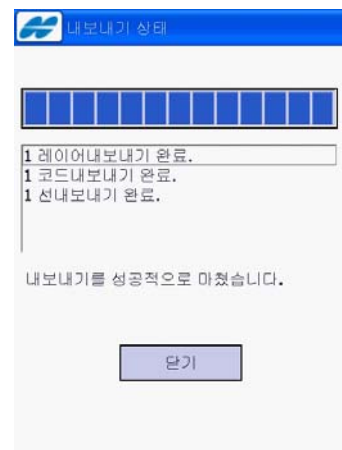 내보내기 상태
1 레이어내보내기 완료.
1 코드내보내기 완료.
1 선내보내기 완료.
내보내기를 성공적으로 마쳤습니다.
닫기